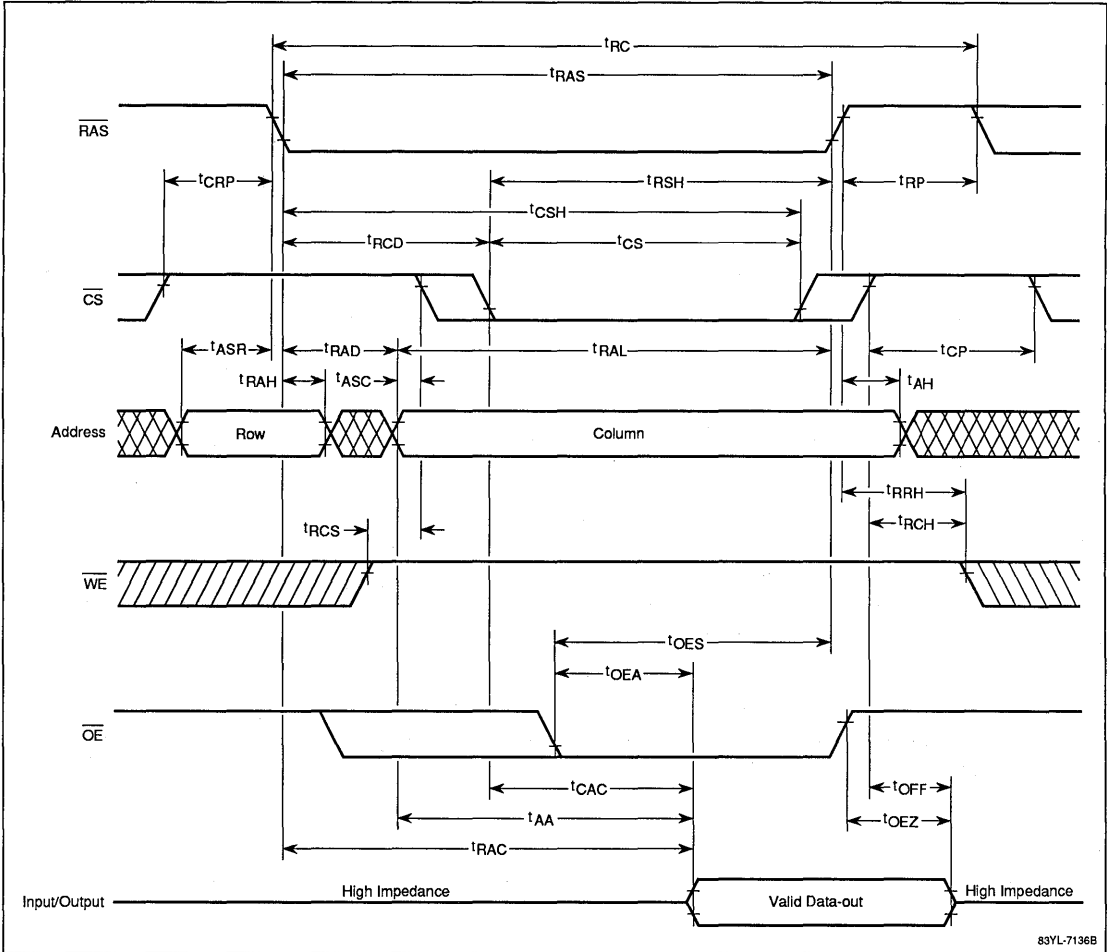 tRC
tRAS
RAS
tCRP
tRSH
tRP
tCSH
tRCD
tCS
CS
tASR
tRAD
tRAL
tCP
tRAH
tASC
tAH
Address
Row
Column
tRRH
tRCS
tRCH
WE
tOES
tOEA
OE
tCAC
tOFF
tAA
tOEZ
tRAC
Input/Output
High Impedance
Valid Data-out
High Impedance
83YL-7136B